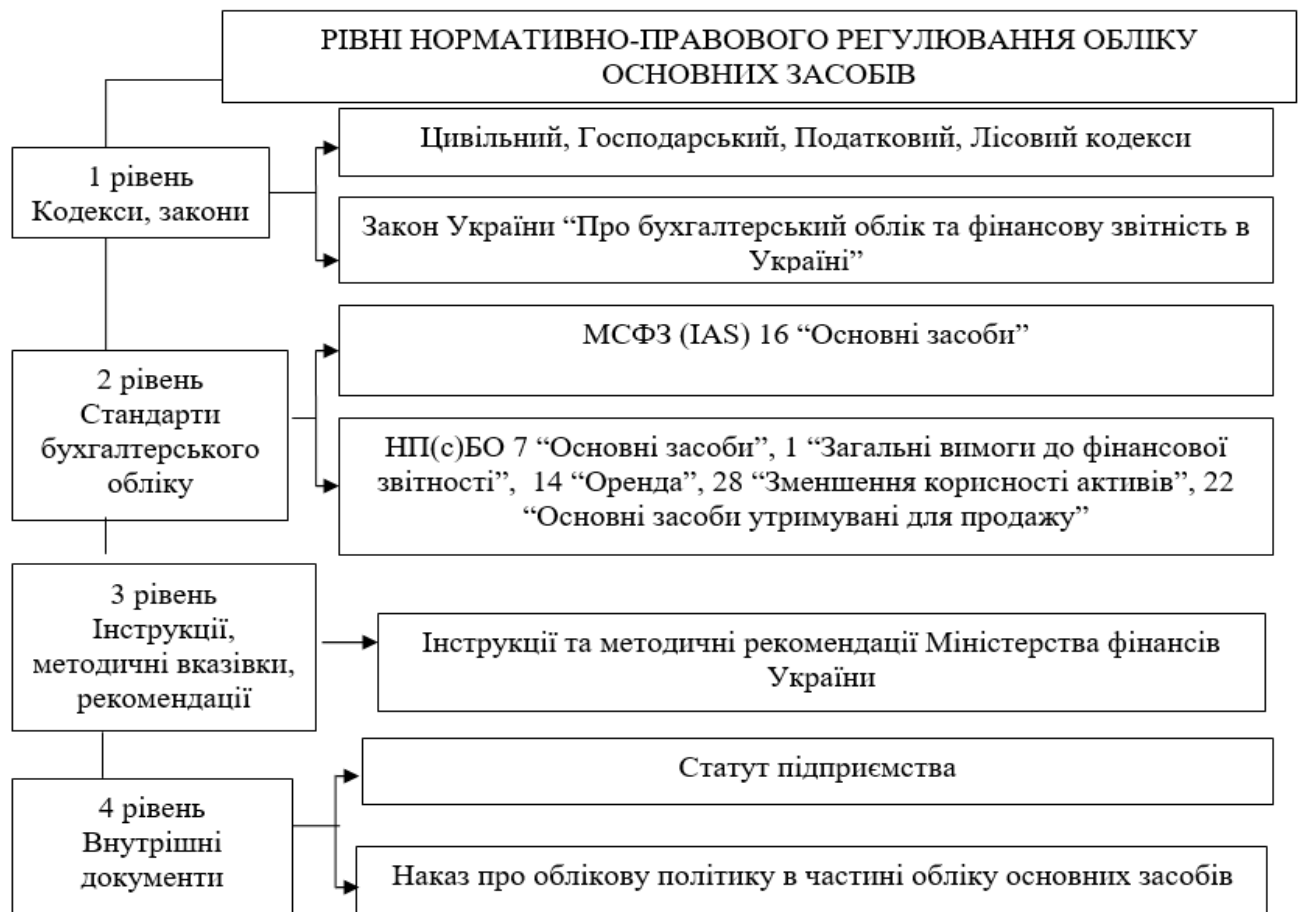 РІВНІ НОРМАТИВНО-ПРАВОВОГО РЕГУЛЮВАННЯ ОБЛІКУ
ОСНОВНИХ ЗАСОБІВ
1 рівень
Кодекси, закони
Цивільний, Господарський, Податковий, Лісовий кодекси
Закон України “Про бухгалтерський облік та фінансову звітність в
Україні”
2 рівень
Стандарти
бухгалтерського
обліку
МСФЗ (IAS) 16 “Основні засоби”
НП(с)БО 7 “Основні засоби”, 1 “Загальні вимоги до фінансової
звітності”, 14 “Оренда”, 28 “Зменшення корисності активів”, 22
“Основні засоби утримувані для продажу”
3 рівень
Інструкції,
методичні вказівки,
рекомендації
Інструкції та методичні рекомендації Міністерства фінансів
України
4 рівень
Внутрішні
документи
Статут підприємства
Наказ про облікову політику в частині обліку основних засобів